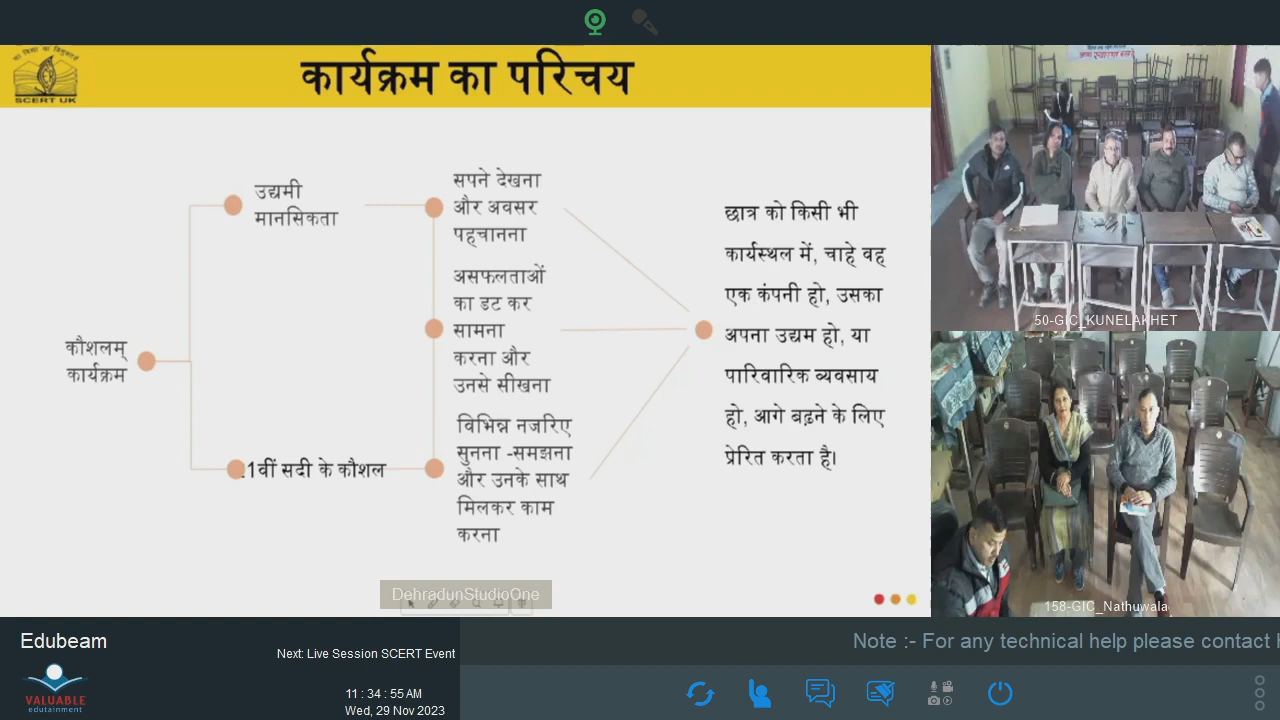 SCERT UK
कार्यक्रम का परिचय
कौशलम्
कार्यक्रम
उद्यमी
मानसिकता
1वीं सदी के कौशल
सपने देखना
और अवसर
पहचानना
असफलताओं
का डट कर
सामना
करना और
उनसे सीखना
विभिन्न नजरिए
सुनना -समझना
और उनके साथ
मिलकर काम
करना
छात्र को किसी भी
कार्यस्थल में, चाहे वह
एक कंपनी हो, उसका
अपना उद्यम हो, या
पारिवारिक व्यवसाय
हो, आगे बढ़ने के लिए
प्रेरित करता है।
DehradunStudioOne
50-GIC_KUNELAKHET
158-GIC_Nathuwala
Edubeam
VALUABLE
edutainment
Next: Live Session SCERT Event
11 : 34 : 55 AM
Wed, 29 Nov 2023
Note :- For any technical help please contact